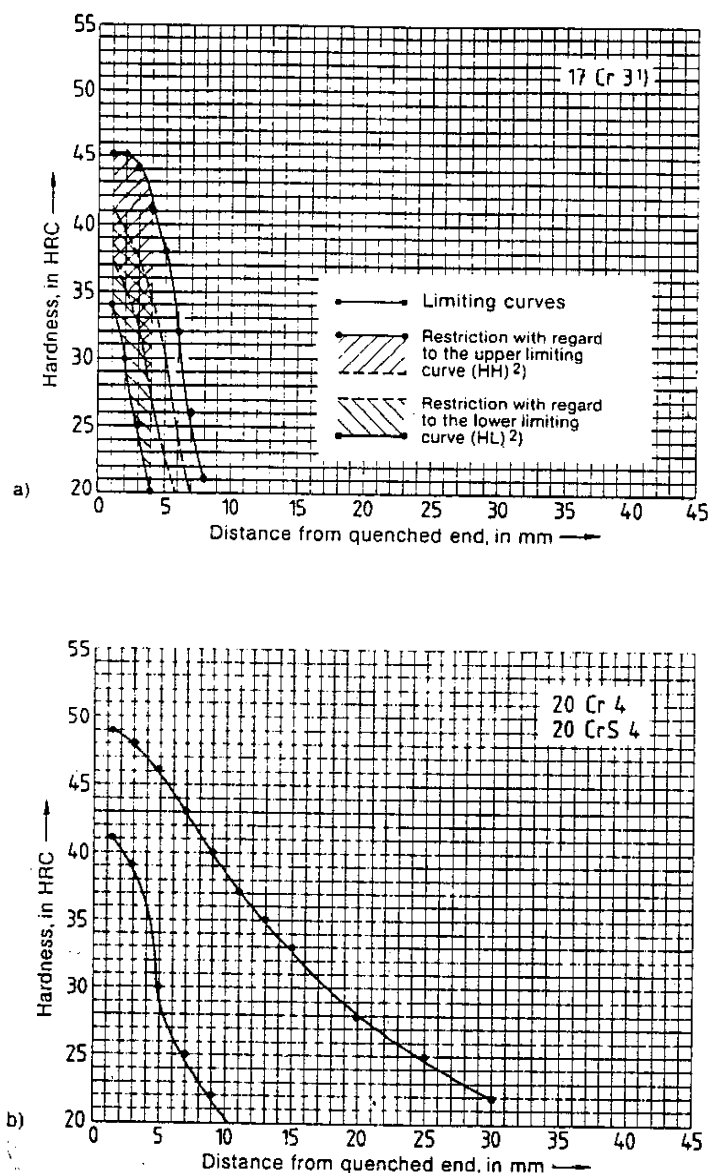 55
50
45
40
35
30
25
20
Hardness, in HRC
17 Cr 3¹)
Limiting curves
Restriction with regard
to the upper limiting
curve (HH)²)
Restriction with regard
to the lower limiting
curve (HL)²)
a)
0 5 10 15 20 25 30 35 40 45
Distance from quenched end, in mm
55
50
45
40
35
30
25
20
Hardness, in HRC
20 Cr 4
20 CrS 4
b)
0 5 10 15 20 25 30 35 40 45
Distance from quenched end, in mm